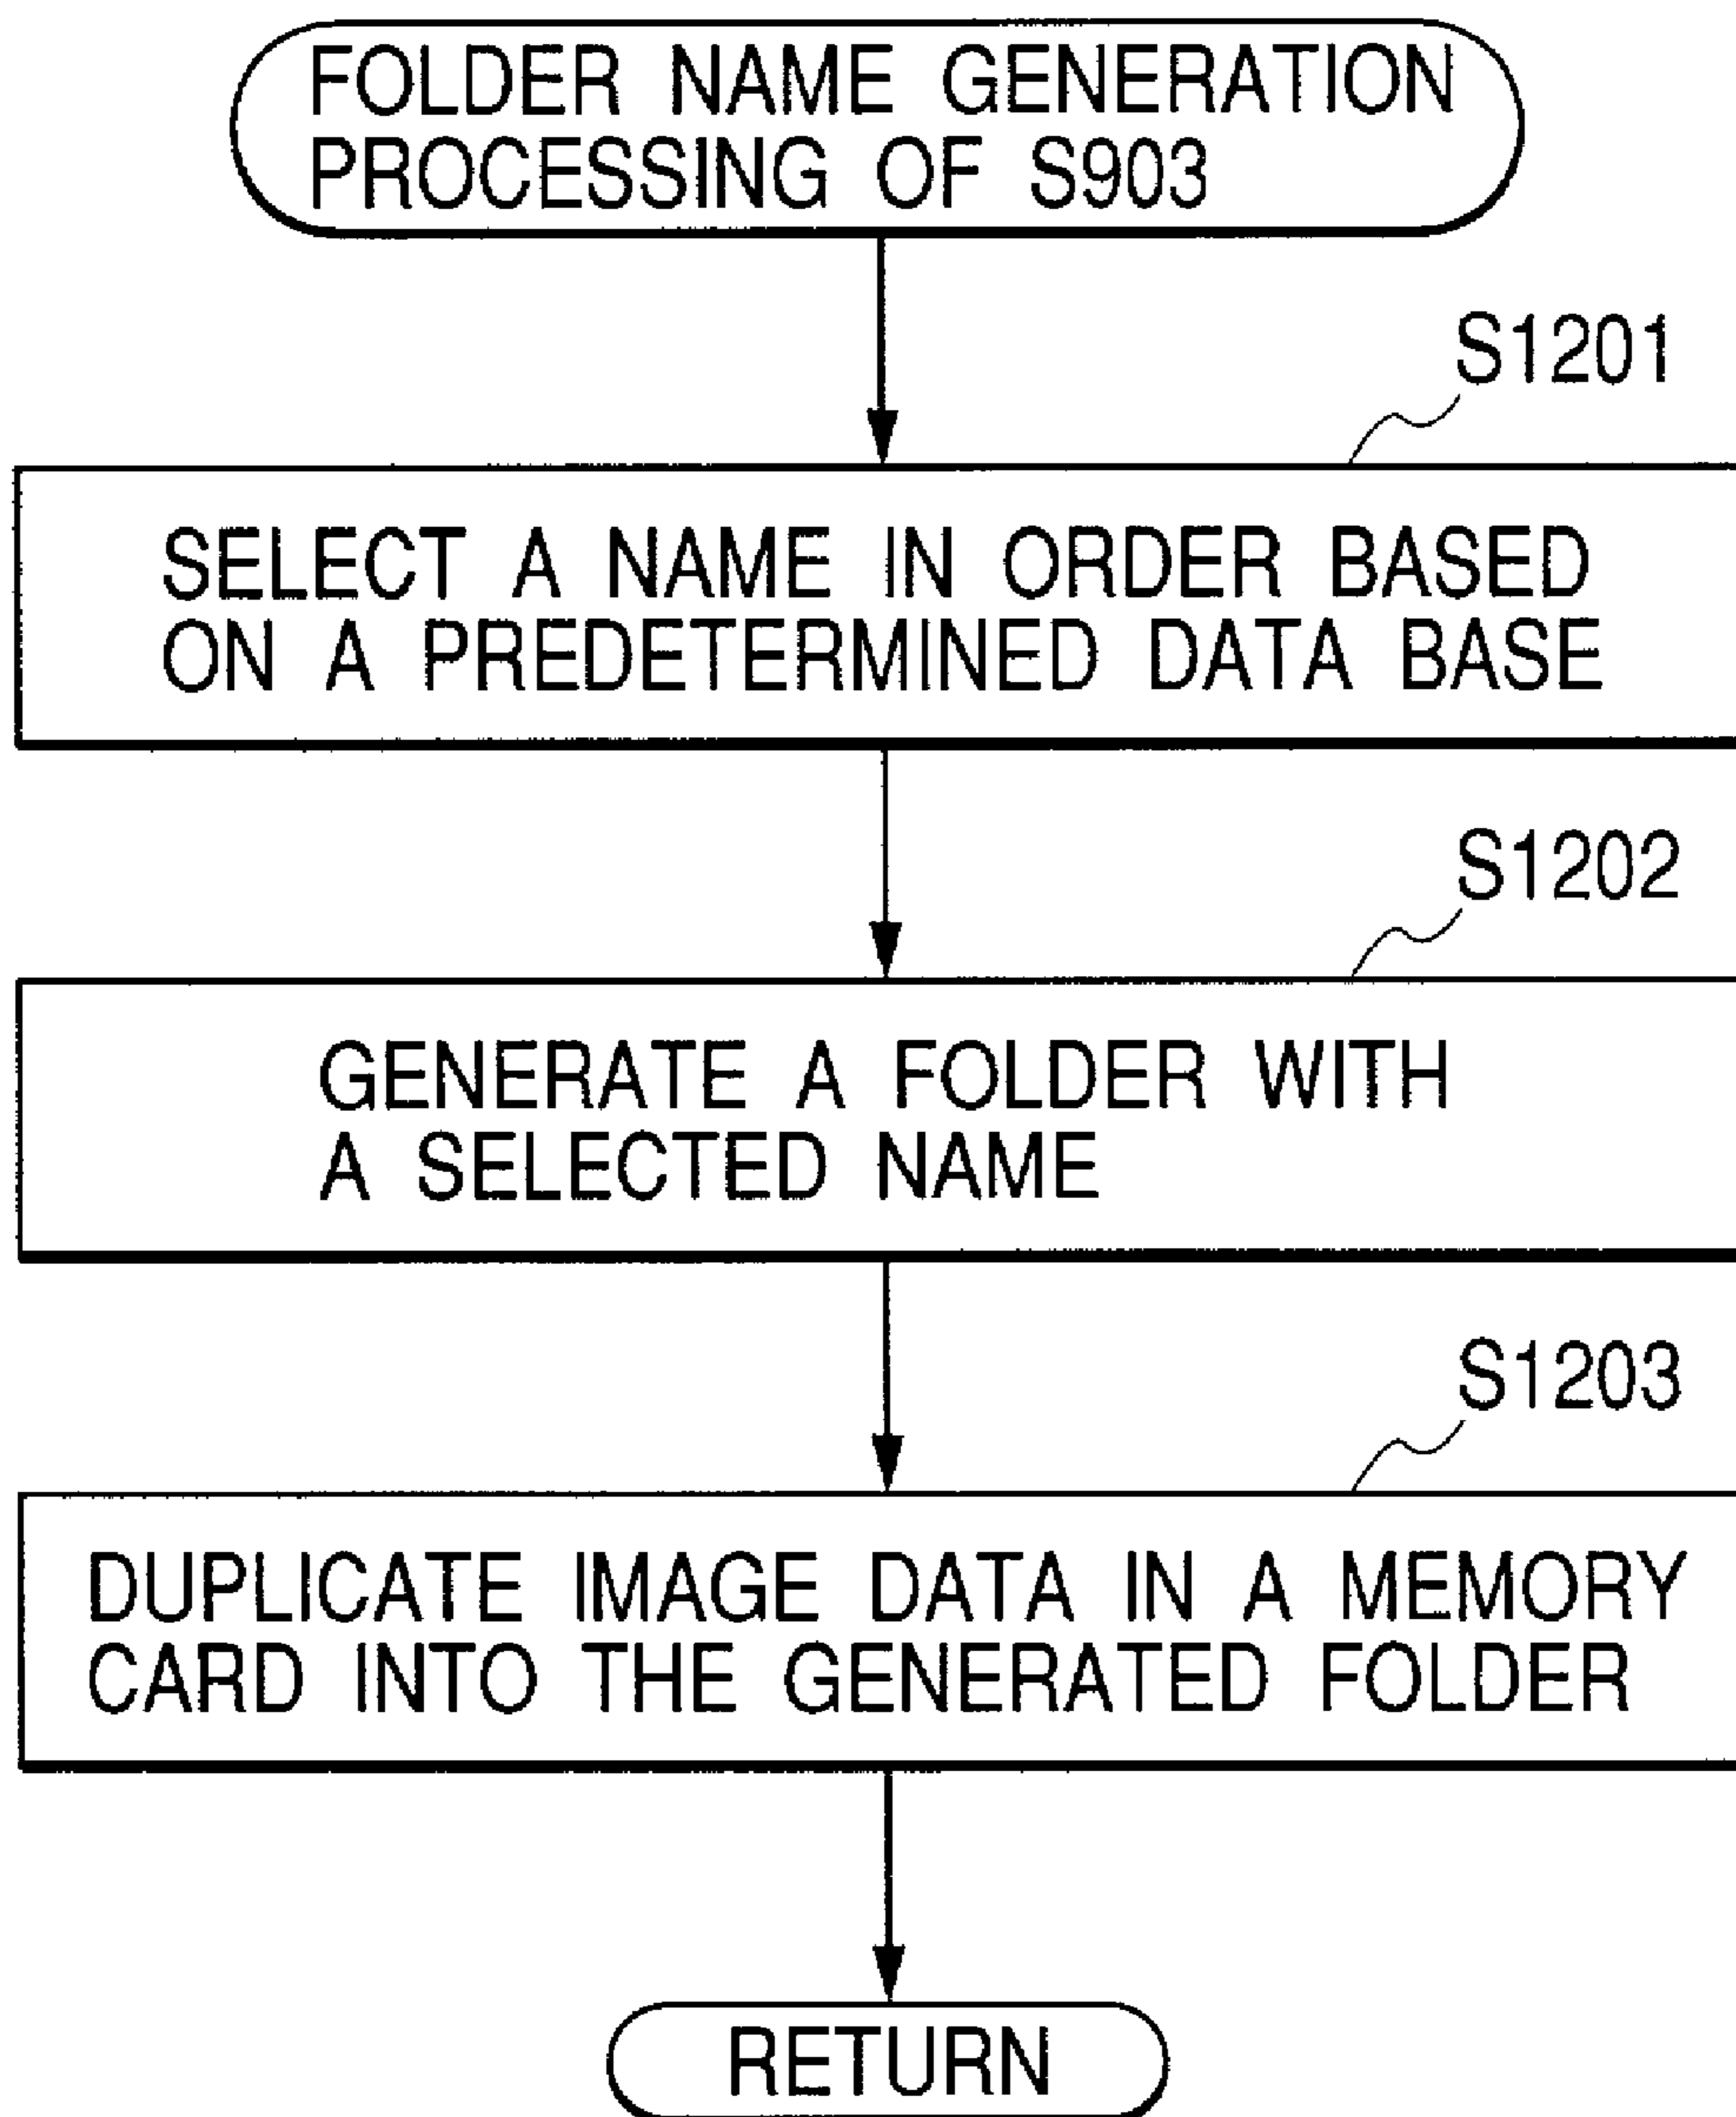 FOLDER NAME GENERATION
PROCESSING OF S903
S1201
SELECT A NAME IN ORDER BASED
ON A PREDETERMINED DATA BASE
S1202
GENERATE A FOLDER WITH
A SELECTED NAME
S1203
DUPLICATE IMAGE DATA IN A MEMORY
CARD INTO THE GENERATED FOLDER
RETURN